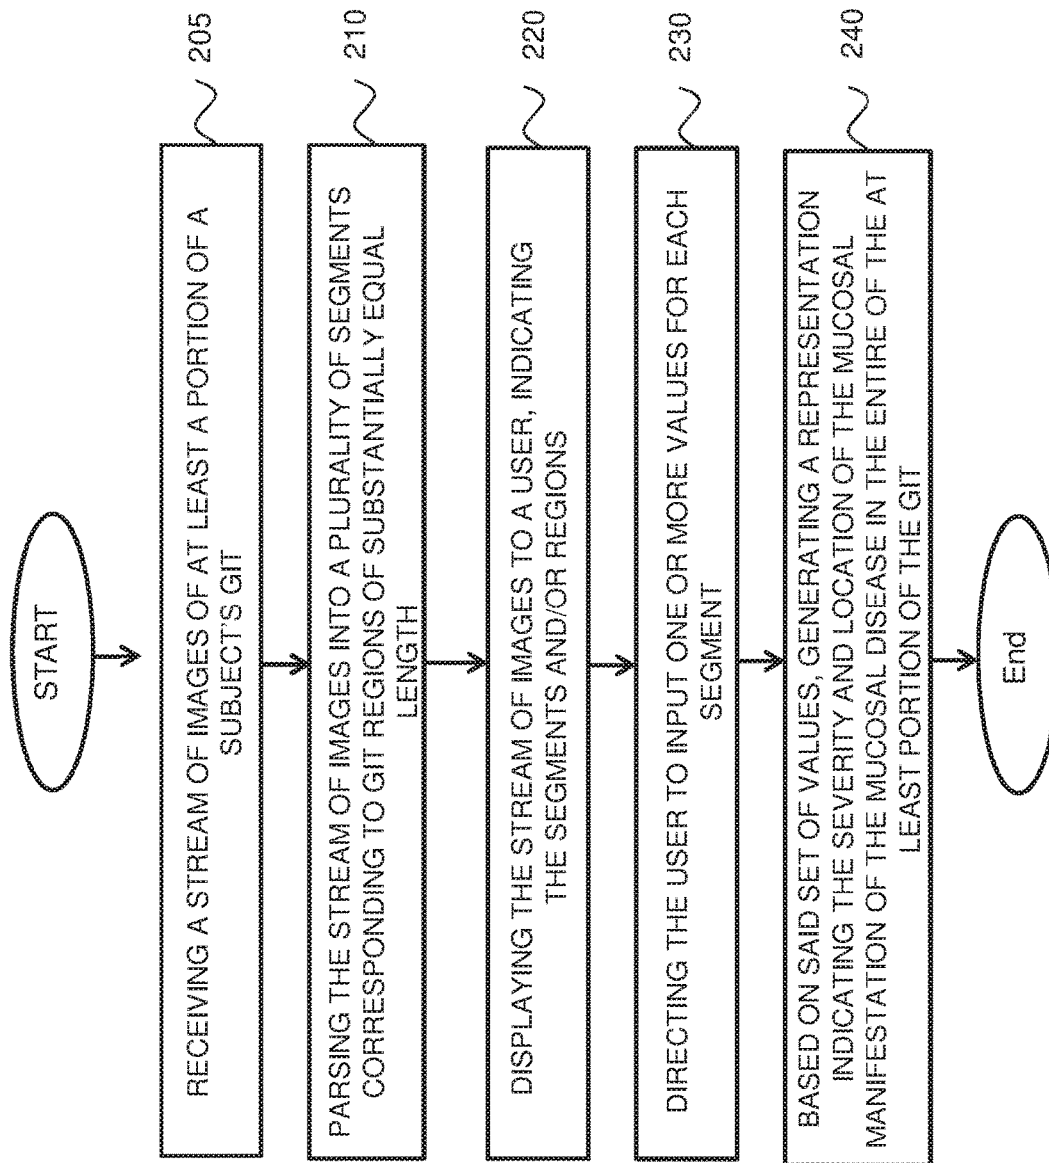 START
RECEIVING A STREAM OF IMAGES OF AT LEAST A PORTION OF A
SUBJECTS GIT
205
PARSING THE STREAM OF IMAGES INTO A PLURALITY OF SEGMENTS
CORRESPONDING TO GIT REGIONS OF SUBSTANTIALLY EQUAL
LENGTH
210
DISPLAYING THE STREAM OF IMAGES TO A USER, INDICATING
THE SEGMENTS AND/OR REGIONS
220
DIRECTING THE USER TO INPUT ONE OR MORE VALUES FOR EACH
SEGMENT
230
BASED ON SAID SET OF VALUES, GENERATING A REPRESENTATION
INDICATING THE SEVERITY AND LOCATION OF THE MUCOSAL
MANIFESTATION OF THE MUCOSAL DISEASE IN THE ENTIRE OF THE AT
LEAST PORTION OF THE GIT
240
End